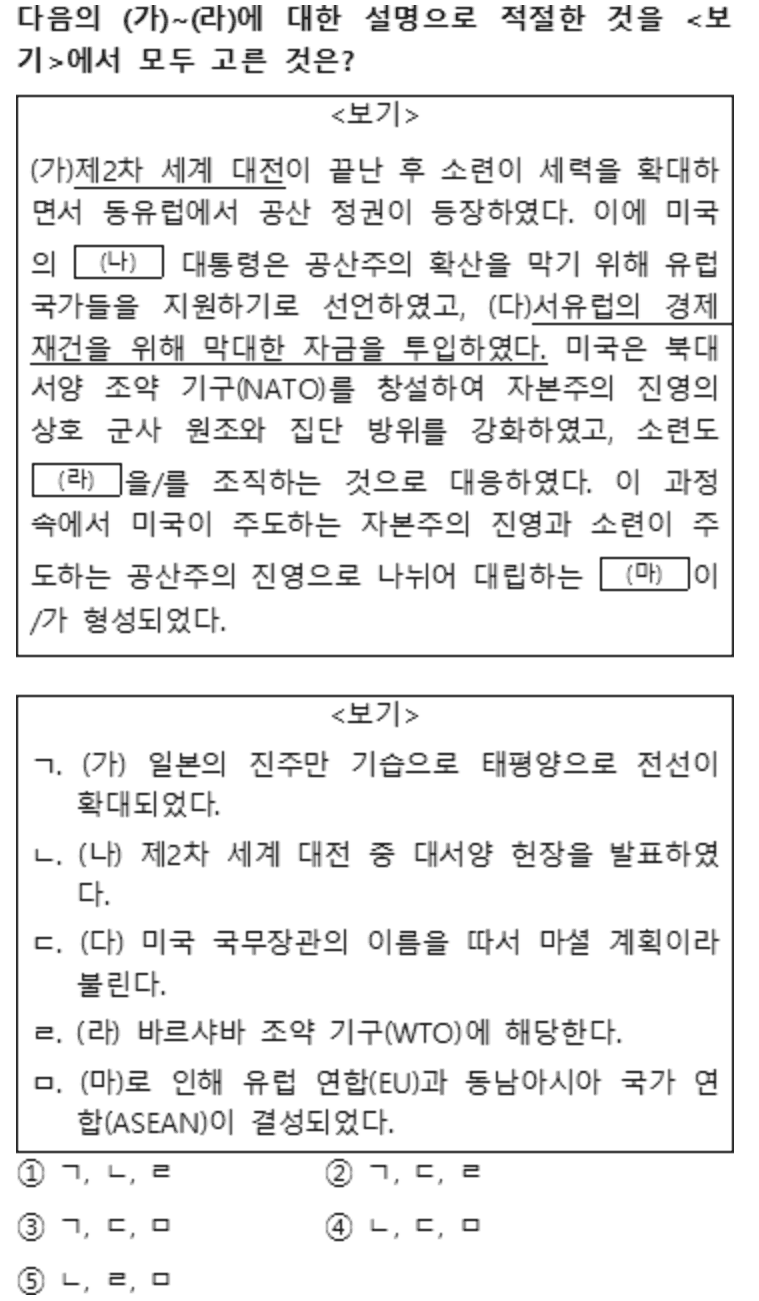 다음의 (가)~(라)에 대한 설명으로 적절한 것을 <보
기>에서 모두 고른 것은?
<보기>
(가)제2차 세계 대전이 끝난 후 소련이 세력을 확대하
면서 동유럽에서 공산 정권이 등장하였다. 이에 미국
의 (나) 대통령은 공산주의 확산을 막기 위해 유럽
국가들을 지원하기로 선언하였고, (다)서유럽의 경제
재건을 위해 막대한 자금을 투입하였다. 미국은 북대
서양 조약 기구(NATO)를 창설하여 자본주의 진영의
상호 군사 원조와 집단 방위를 강화하였고, 소련도
(라) 을/를 조직하는 것으로 대응하였다. 이 과정
속에서 미국이 주도하는 자본주의 진영과 소련이 주
도하는 공산주의 진영으로 나뉘어 대립하는 (마) 이
/가 형성되었다.
<보기>
ㄱ. (가) 일본의 진주만 기습으로 태평양으로 전선이
확대되었다.
ㄴ. (나) 제2차 세계 대전 중 대서양 헌장을 발표하였
다.
ㄷ. (다) 미국 국무장관의 이름을 따서 마셜 계획이라
불린다.
ㄹ. (라) 바르샤바 조약 기구(WTO)에 해당한다.
ㅁ. (마)로 인해 유럽 연합(EU)과 동남아시아 국가 연
합(ASEAN)이 결성되었다.
① ㄱ, ㄴ, ㄹ ② ㄱ, ㄷ, ㄹ
③ ㄱ, ㄷ, ㅁ ④ ㄴ, ㄷ, ㅁ
⑤ ㄴ, ㄹ, ㅁ